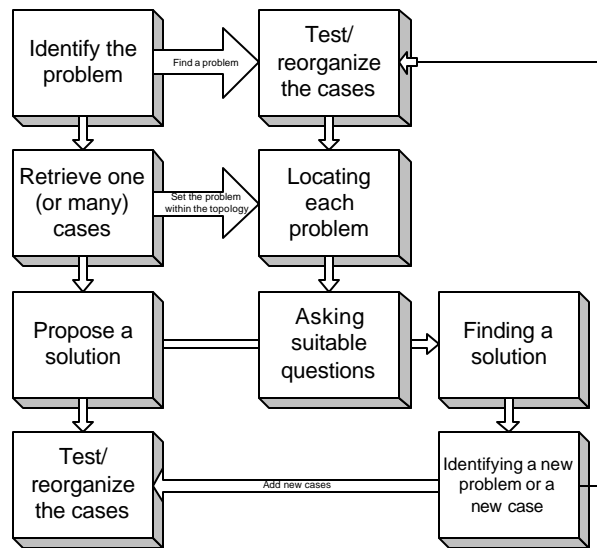 Identify the
problem
Find a problem
Test/
reorganize
the cases
Retrieve one
(or many)
cases
Set the problem
within the topology
Locating
each
problem
Propose a
solution
Asking
suitable
questions
Finding a
solution
Test/
reorganize
the cases
Add new cases
Identifying a new
problem or a
new case